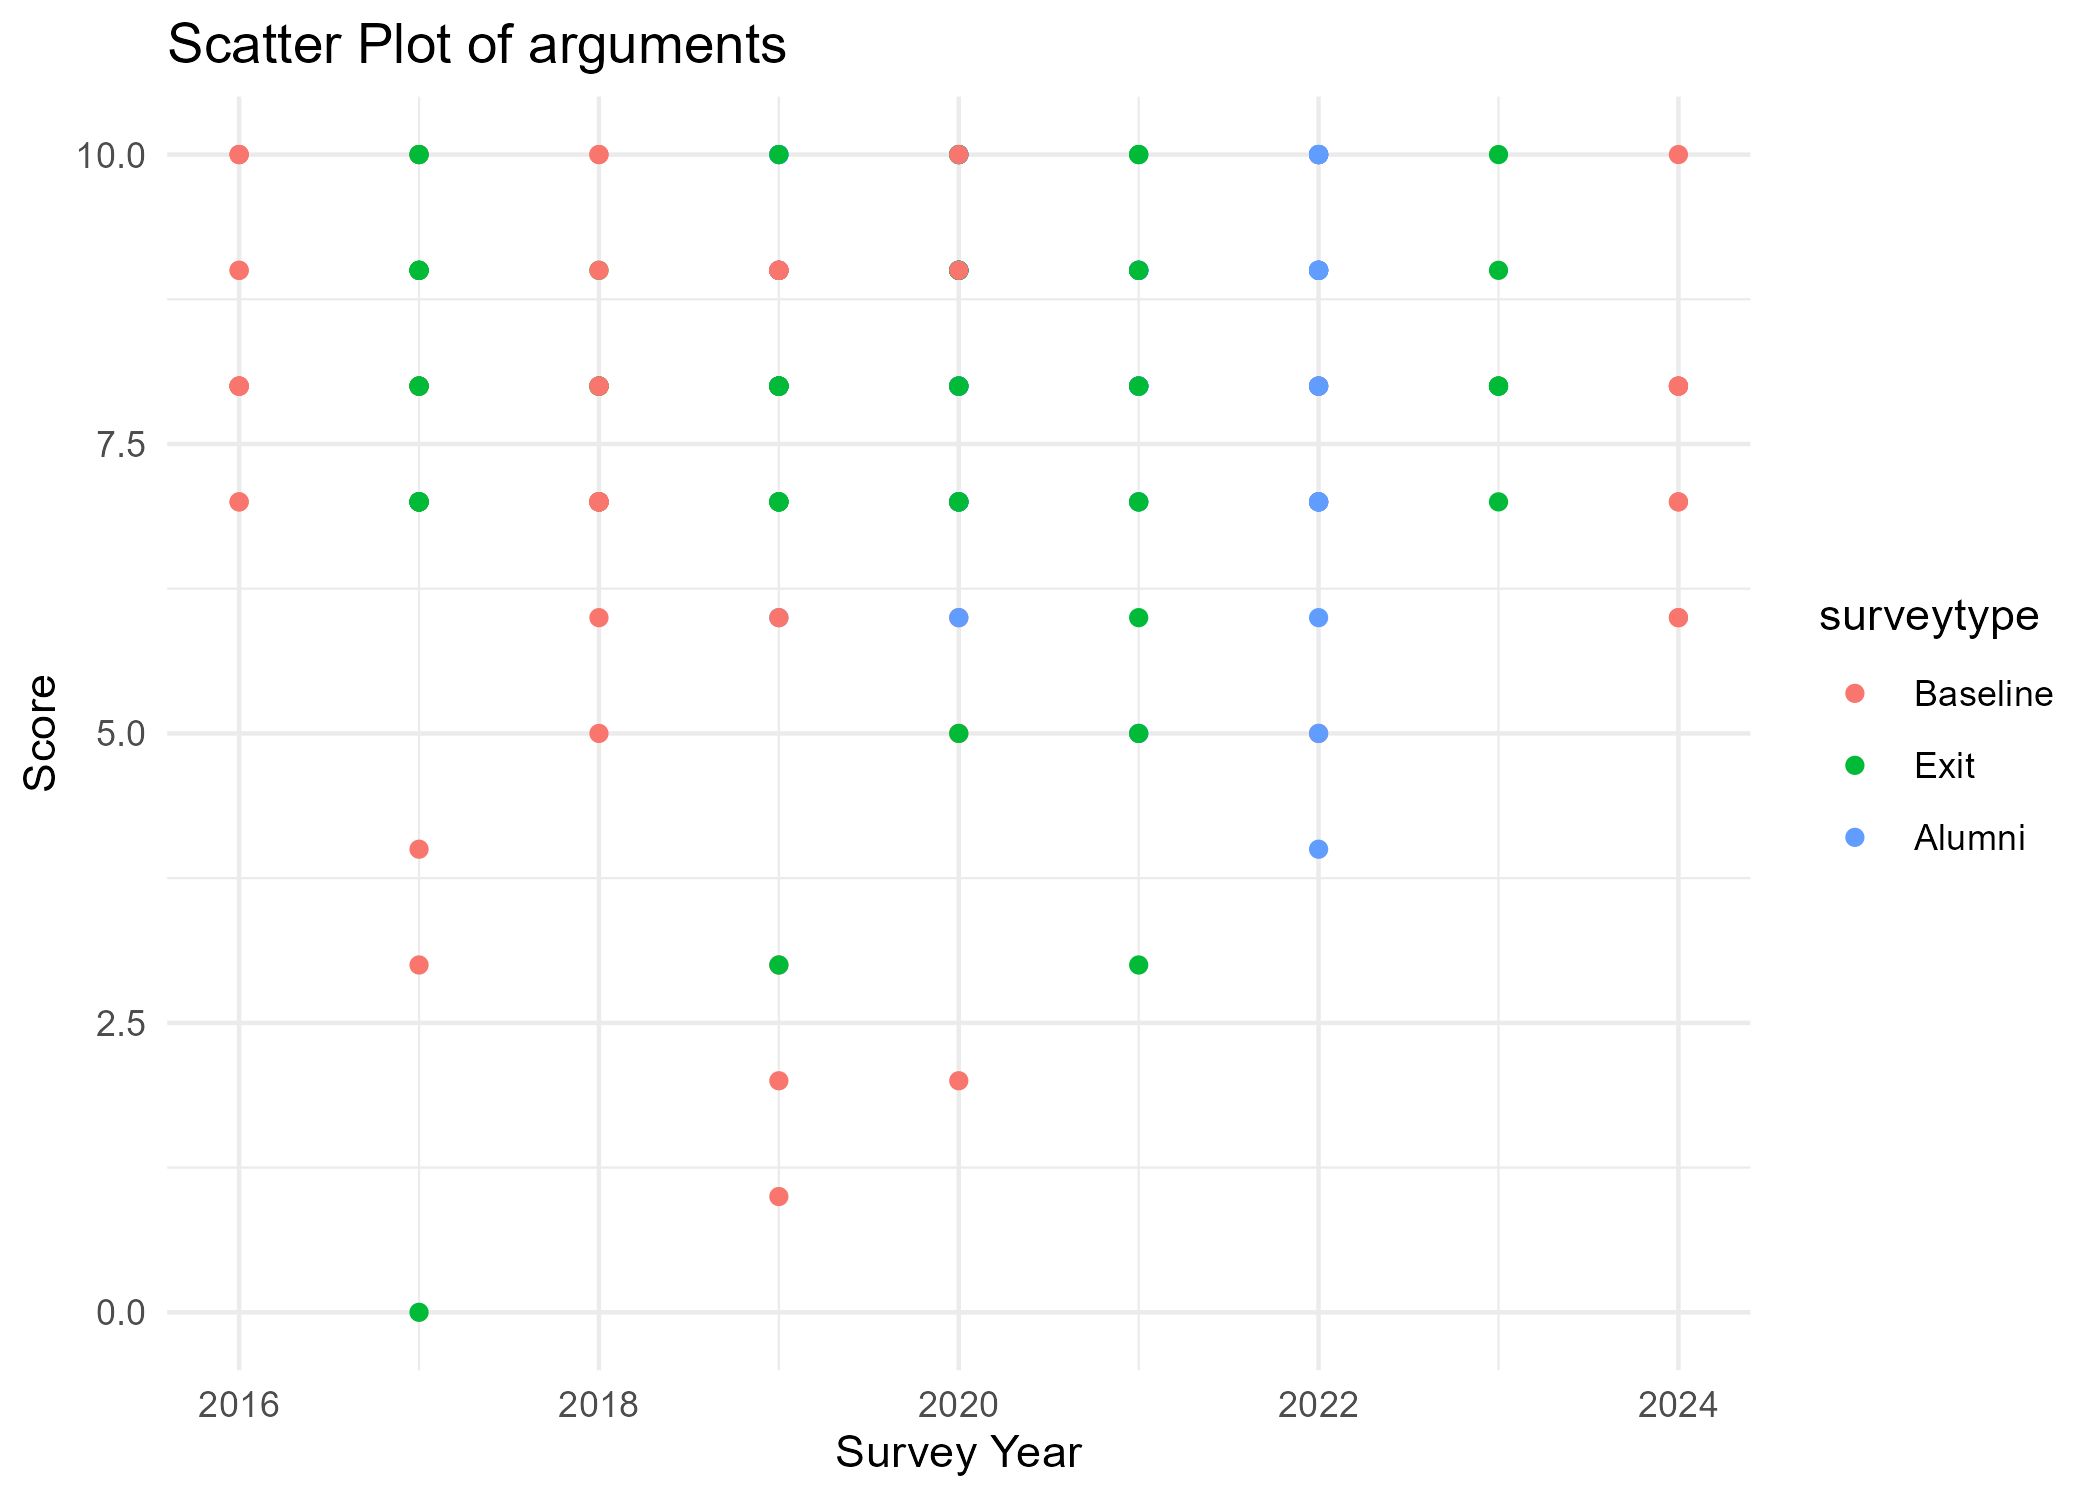 Scatter Plot of arguments
10.0
7.5
5.0
2.5
0.0
Score
2016
2018
2020
2022
2024
Survey Year
surveytype
Baseline
Exit
Alumni